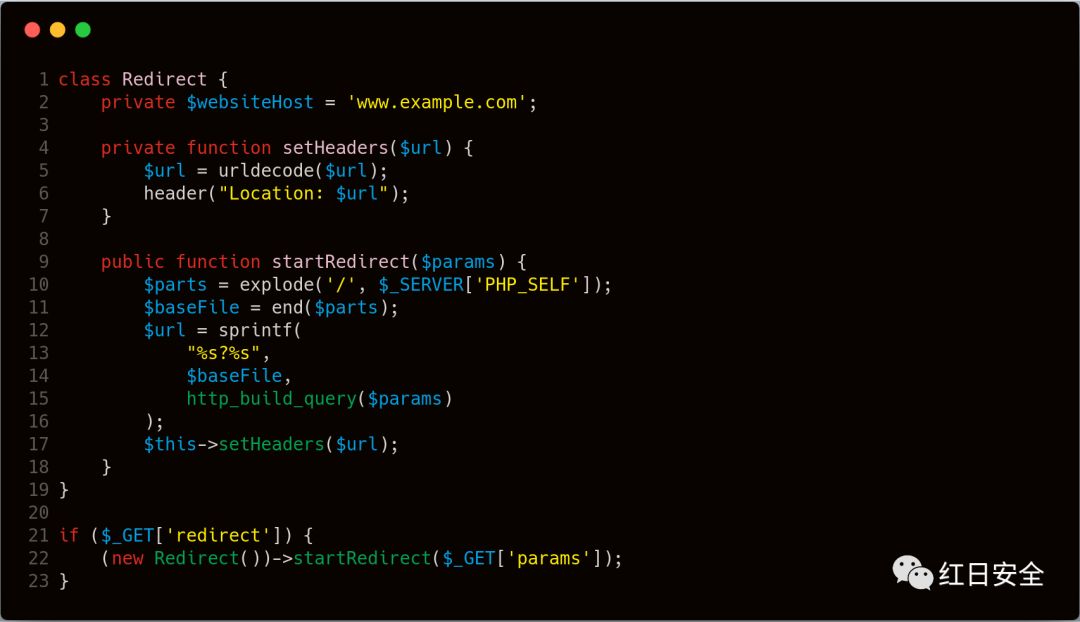 1 class Redirect {
2     private $websiteHost = 'www.example.com';
3
4     private function setHeaders($url) {
5         $url = urldecode($url);
6         header("Location: $url");
7     }
8
9     public function startRedirect($params) {
10         $parts = explode('/', $_SERVER['PHP_SELF']);
11         $baseFile = end($parts);
12         $url = sprintf(
13             "%s?%s",
14             $baseFile,
15             http_build_query($params)
16         );
17         $this->setHeaders($url);
18     }
19 }
20
21 if ($_GET['redirect']) {
22     (new Redirect())->startRedirect($_GET['params']);
23 }
红日安全